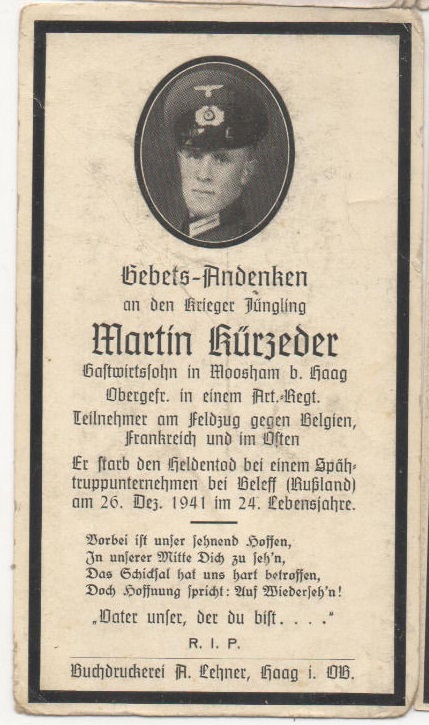 Gebets-Andenken
an den Krieger Jüngling
Martin Kürzeder
Gastwirtssohn in Moosham b. Haag
Obergefr. in einem Art.-Regt.
Teilnehmer am Feldzug gegen Belgien,
Frankreich und im Osten
Er starb den Heldentod bei einem Späh-
truppunternehmen bei Beleff (Rußland)
am 26. Dez. 1941 im 24. Lebensjahre.
Vorbei ist unser sehnend Hoffen,
In unserer Mitte Dich zu seh'n,
Das Schicksal hat uns hart betroffen,
Doch Hoffnung spricht: Auf Wiederseh'n!
„Vater unser, der du bist . . . ."
R. I. P.
Buchdruckerei A. Lehner, Haag i. OB.